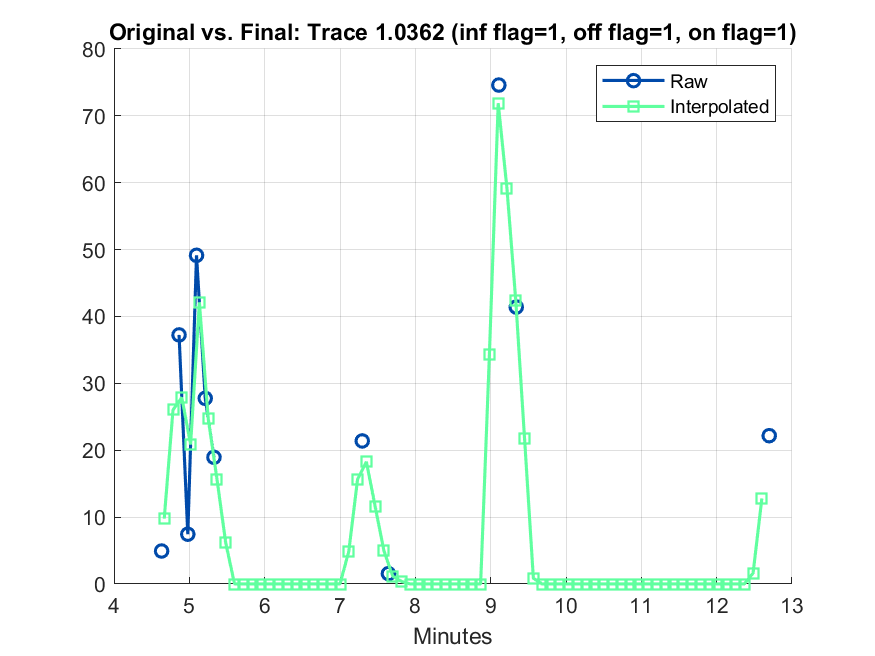 Original vs. Final: Trace 1.0362 (inf flag=1, off flag=1, on flag=1)
80
70
60
50
40
30
20
10
0
Raw
Interpolated
4 5 6 7 8 9 10 11 12 13
Minutes